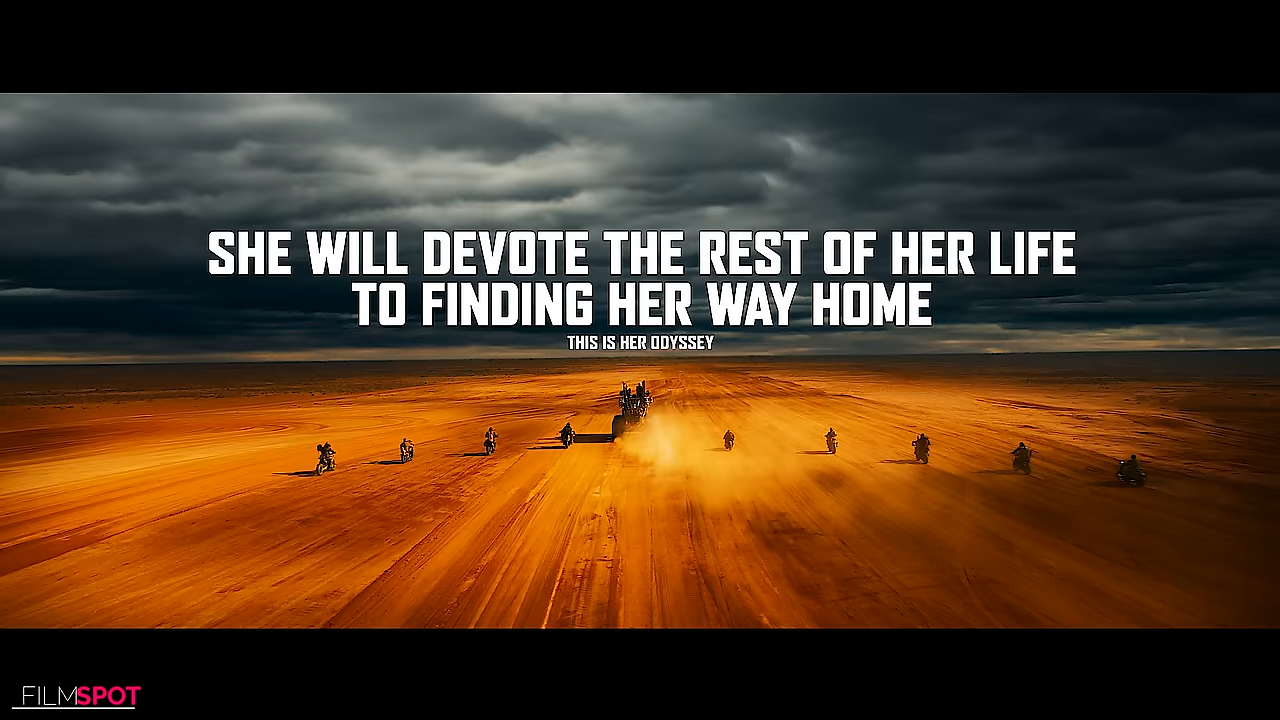 SHE WILL DEVOTE THE REST OF HER LIFE
TO FINDING HER WAY HOME
THIS IS HER ODYSSEY
FILMSPOT